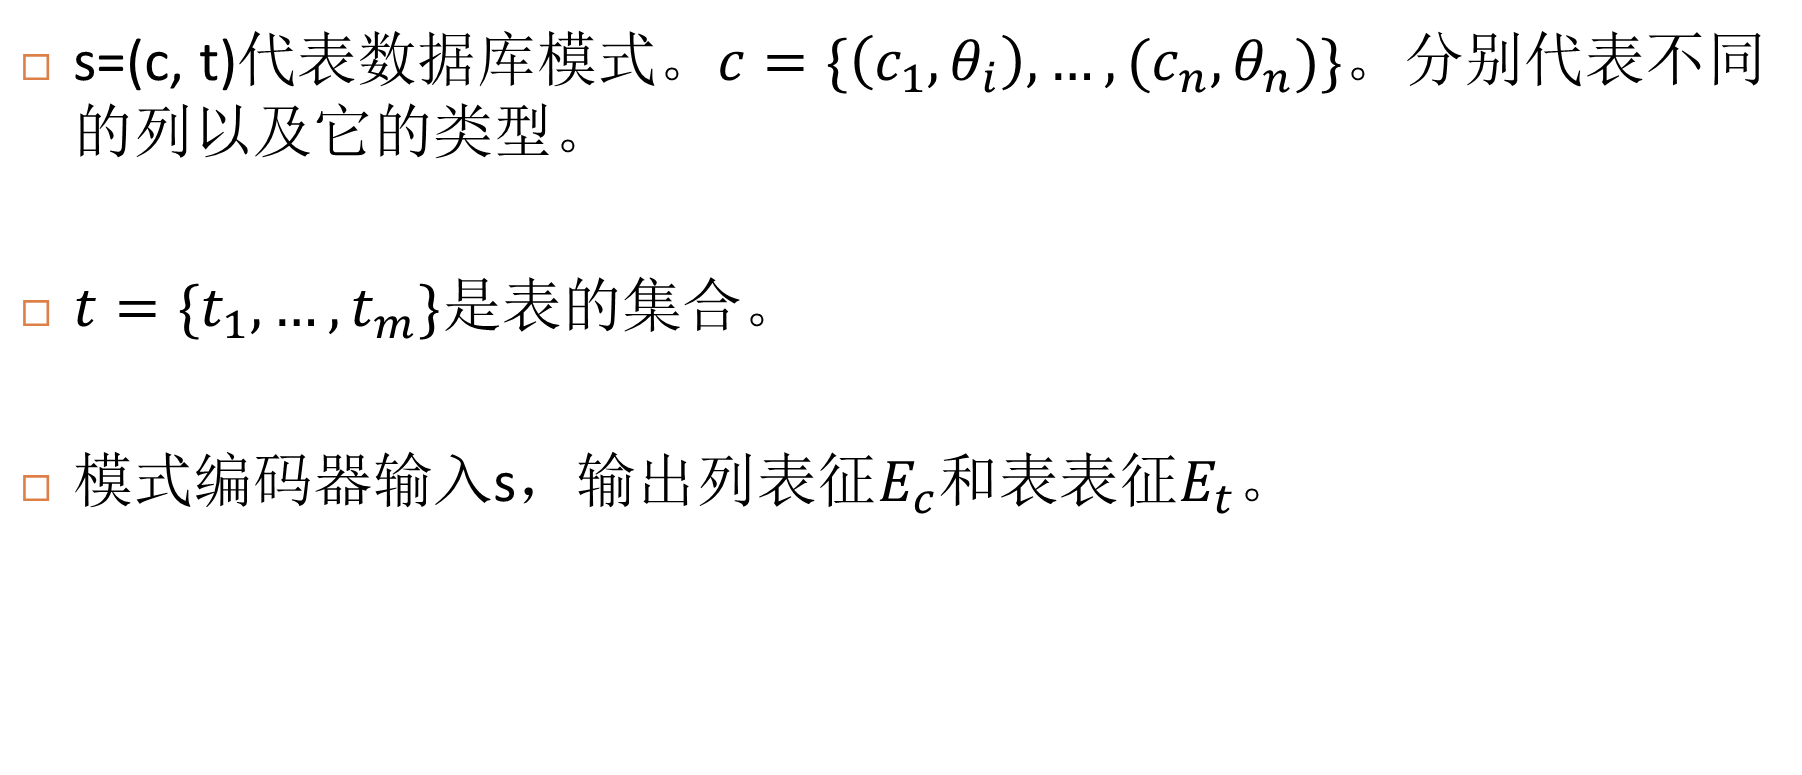 s=(c, t)代表数据库模式。c = {(c₁, θᵢ), … , (cₙ, θₙ)}。分别代表不同
的列以及它的类型。
t = {t₁, … , tₘ}是表的集合。
模式编码器输入s，输出列表征E_c和表表征E_t。